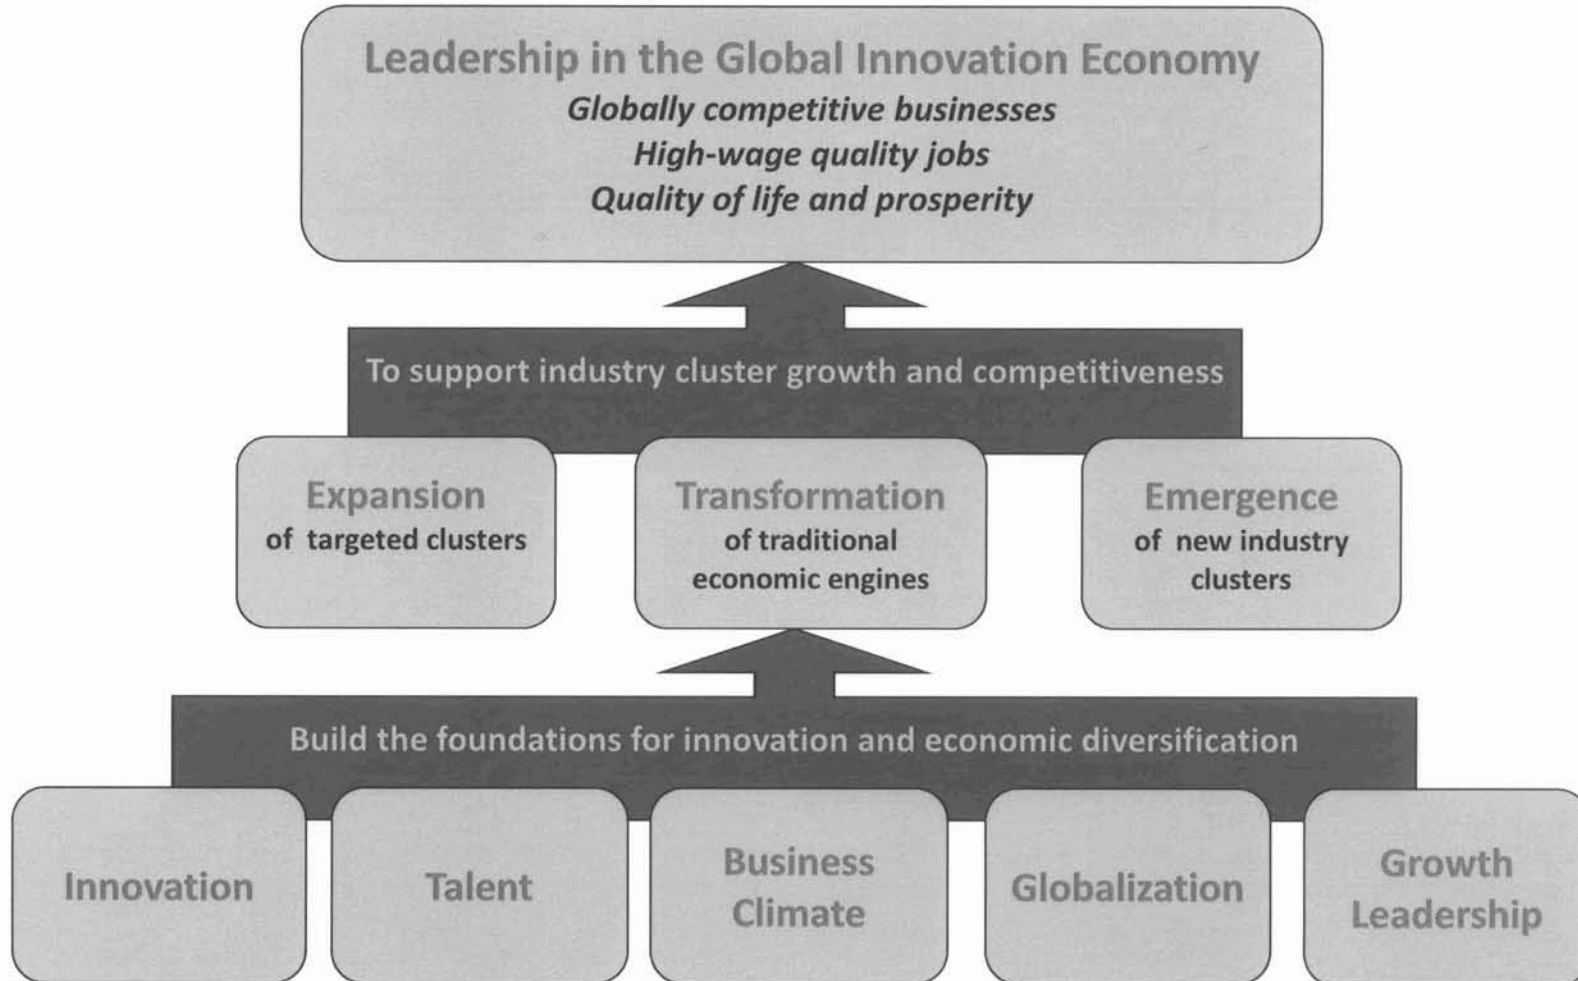 Leadership in the Global Innovation Economy
Globally competitive businesses
High-wage quality jobs
Quality of life and prosperity
To support industry cluster growth and competitiveness
Expansion
of targeted clusters
Transformation
of traditional
economic engines
Emergence
of new industry
clusters
Build the foundations for innovation and economic diversification
Innovation
Talent
Business
Climate
Globalization
Growth
Leadership